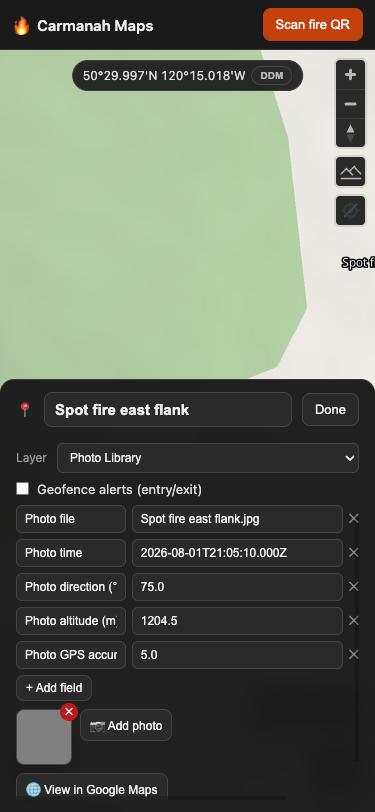 Carmanah Maps
Scan fire QR
50°29.997'N 120°15.018'W DDM
Spot fire east flank
Done
Layer
Photo Library
Geofence alerts (entry/exit)
Photo file
Spot fire east flank.jpg
Photo time
2026-08-01T21:05:10.000Z
Photo direction (°
75.0
Photo altitude (m
1204.5
Photo GPS accur
5.0
+ Add field
Add photo
View in Google Maps